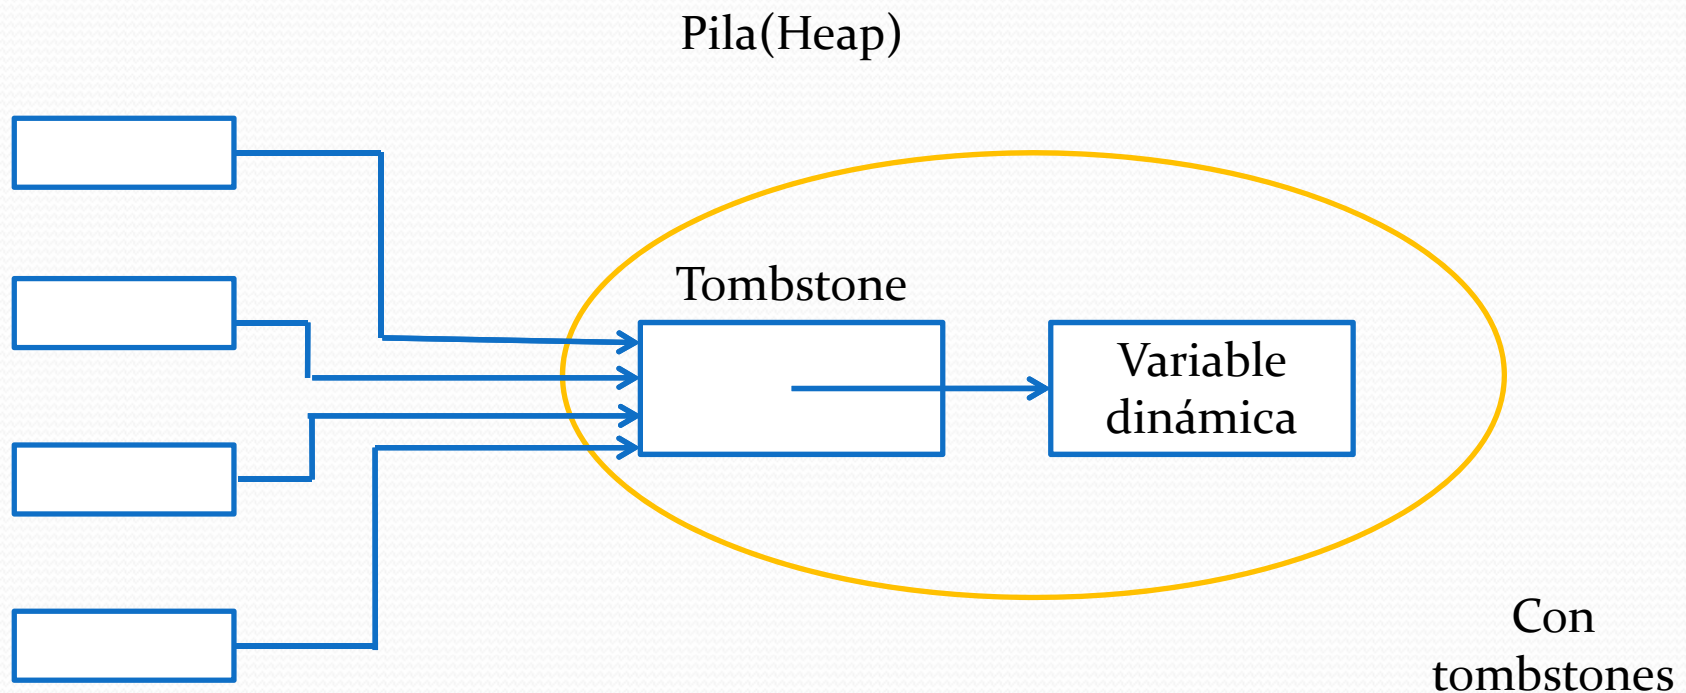 Pila(Heap)
Tombstone
Variable
dinámica
Con
tombstones